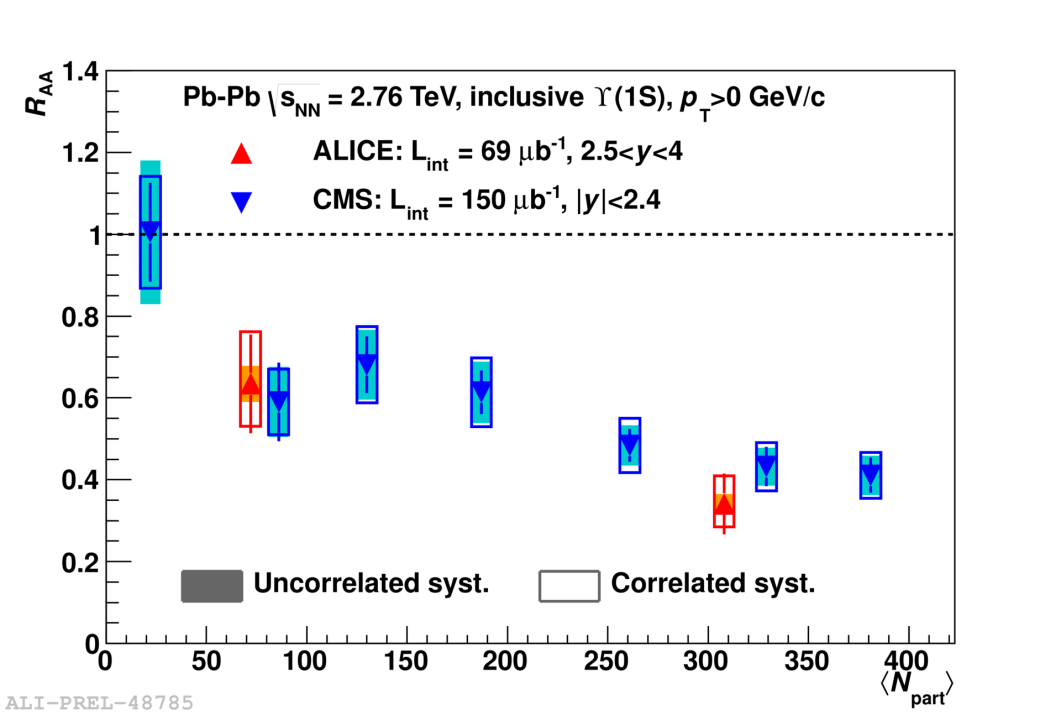 R_AA
1.4
1.2
1
0.8
0.6
0.4
0.2
0
Pb-Pb √s_NN = 2.76 TeV, inclusive ϒ(1S), p_T>0 GeV/c
ALICE: L_int = 69 μb⁻¹, 2.5<y<4
CMS: L_int = 150 μb⁻¹, |y|<2.4
Uncorrelated syst.
Correlated syst.
0 50 100 150 200 250 300 350 400
⟨N_part⟩
ALI-PREL-48785